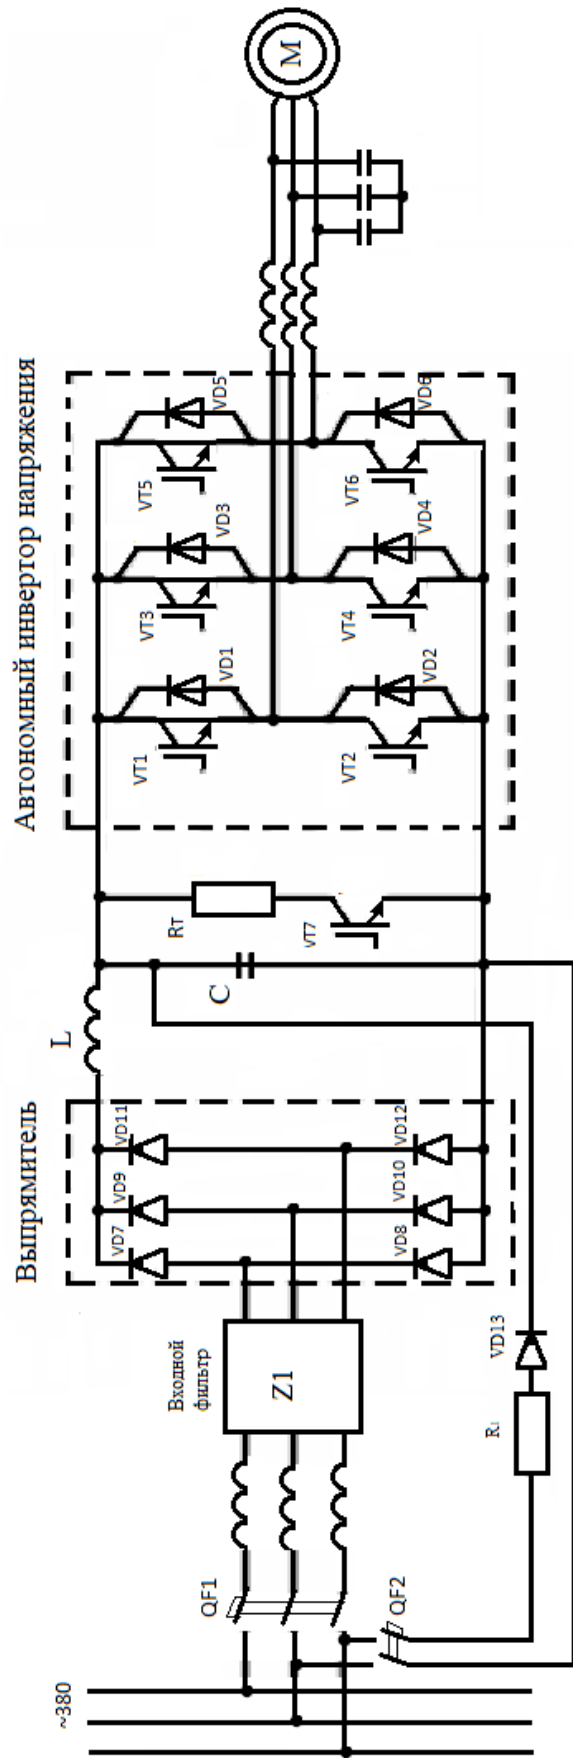 ~380
QF1
QF2
Входной
фильтр
Z1
R1
VD13
Выпрямитель
VD7
VD9
VD11
VD8
VD10
VD12
L
C
Rт
VT7
Автономный инвертор напряжения
VT1
VD1
VT3
VD3
VT5
VD5
VT2
VD2
VT4
VD4
VT6
VD6
M